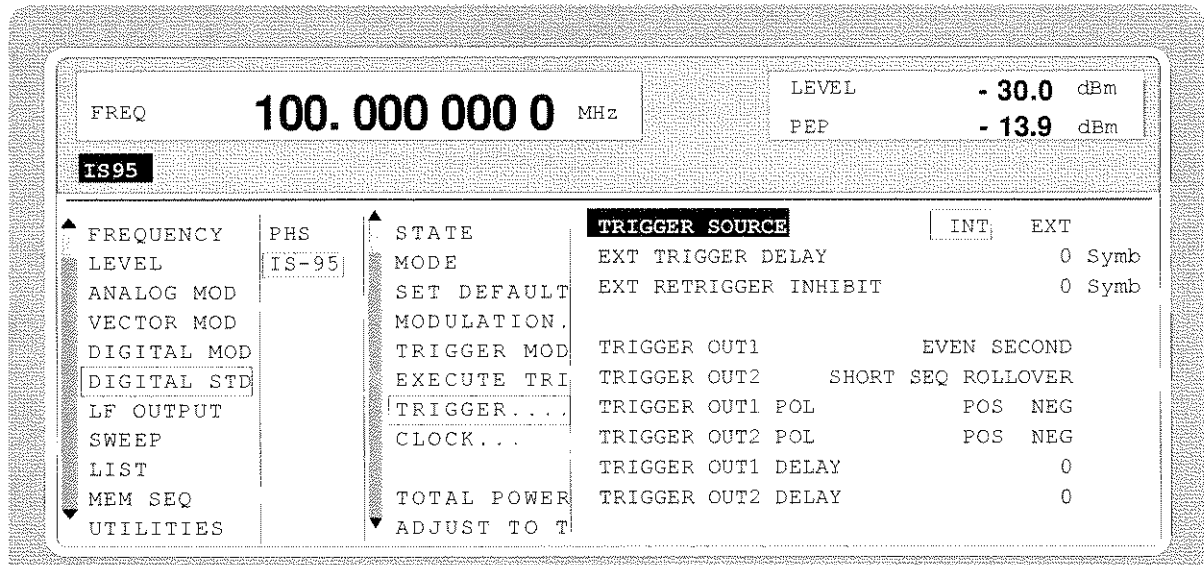 FREQ 100. 000 000 0 MHz
LEVEL - 30.0 dBm
PEP - 13.9 dBm
IS95
FREQUENCY
LEVEL
ANALOG MOD
VECTOR MOD
DIGITAL MOD
DIGITAL STD
LF OUTPUT
SWEEP
LIST
MEM SEQ
UTILITIES
PHS
IS-95
STATE
MODE
SET DEFAULT
MODULATION.
TRIGGER MOD
EXECUTE TRI
TRIGGER....
CLOCK...
TOTAL POWER
ADJUST TO T
TRIGGER SOURCE INT EXT
EXT TRIGGER DELAY 0 Symb
EXT RETRIGGER INHIBIT 0 Symb
TRIGGER OUT1 EVEN SECOND
TRIGGER OUT2 SHORT SEQ ROLLOVER
TRIGGER OUT1 POL POS NEG
TRIGGER OUT2 POL POS NEG
TRIGGER OUT1 DELAY 0
TRIGGER OUT2 DELAY 0